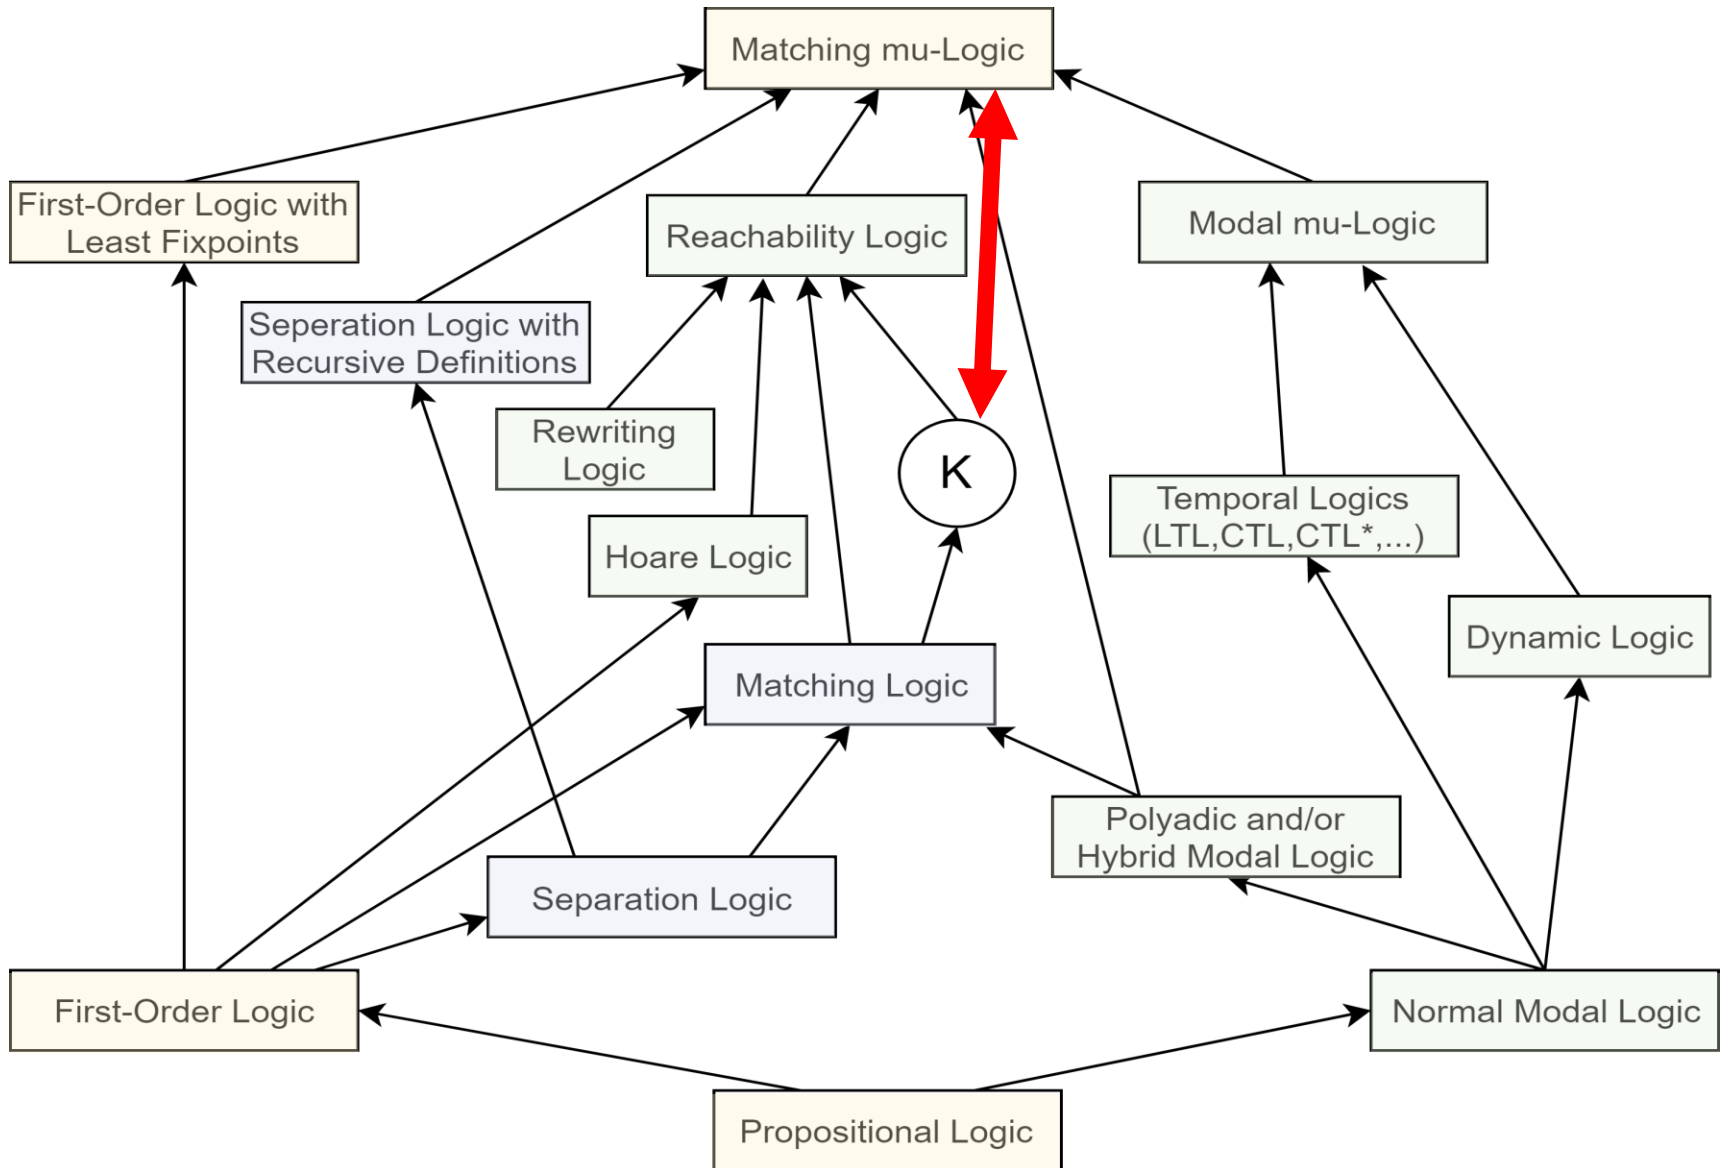 Matching mu-Logic
First-Order Logic with
Least Fixpoints
Reachability Logic
Modal mu-Logic
Seperation Logic with
Recursive Definitions
Rewriting
Logic
K
Temporal Logics
(LTL,CTL,CTL*,...)
Hoare Logic
Dynamic Logic
Matching Logic
Polyadic and/or
Hybrid Modal Logic
Separation Logic
First-Order Logic
Normal Modal Logic
Propositional Logic